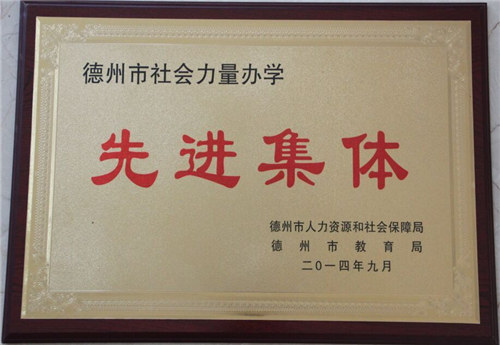 德州市社会力量办学
先进集体
德州市人力资源和社会保障局
德州市教育局
二〇一四年九月